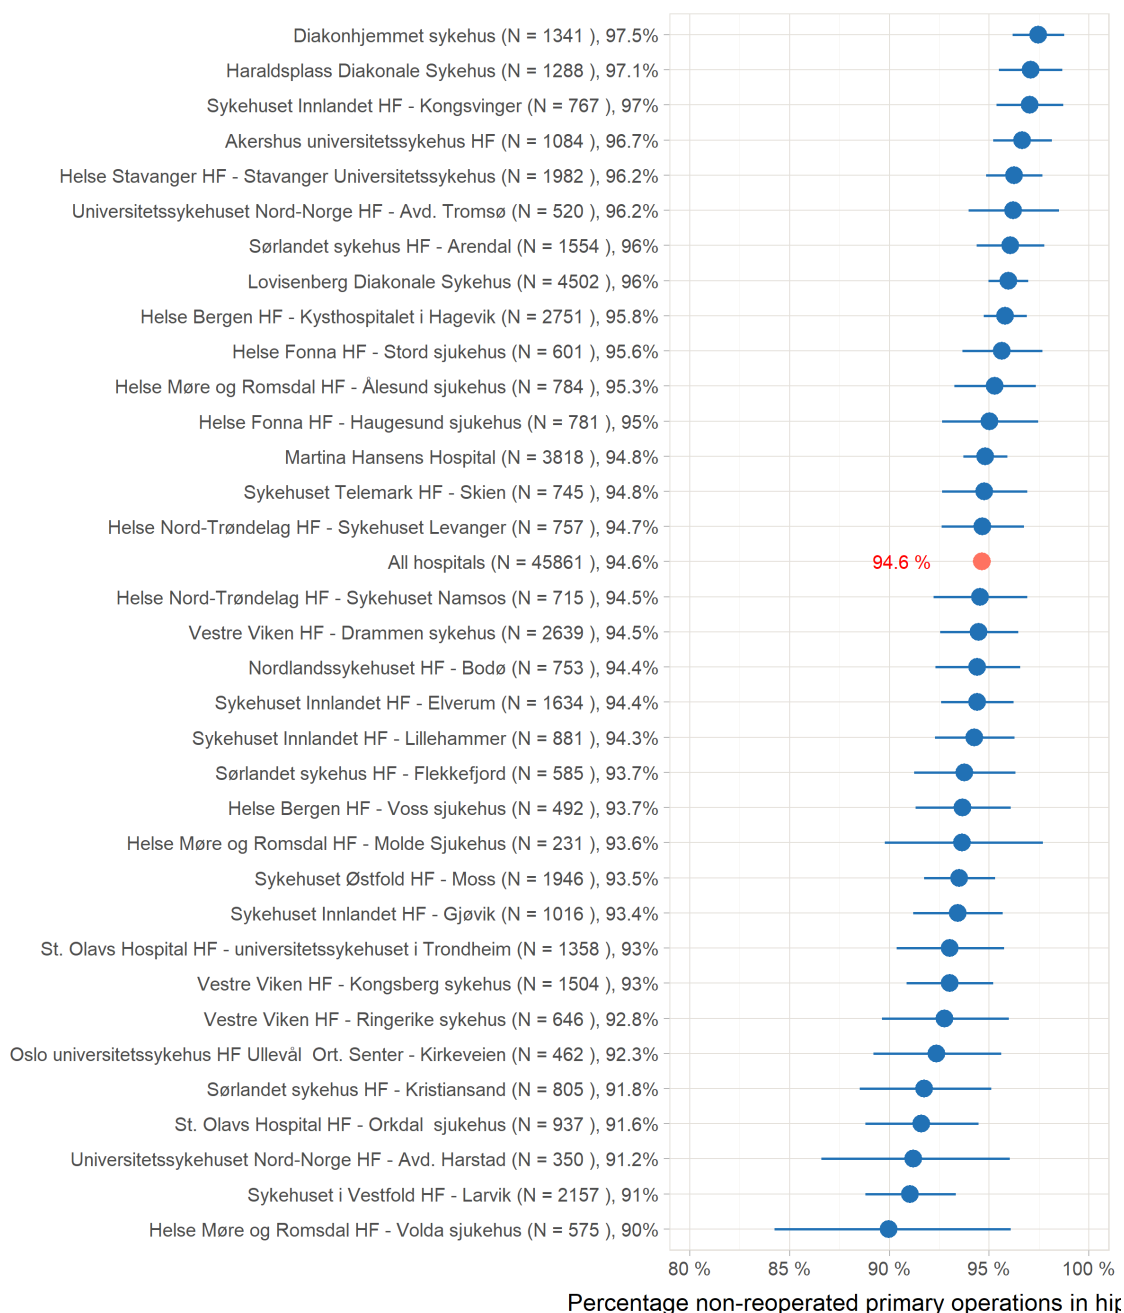 Diakonhjemmet sykehus (N = 1341 ), 97.5%
Haraldsplass Diakonale Sykehus (N = 1288 ), 97.1%
Sykehuset Innlandet HF - Kongsvinger (N = 767 ), 97%
Akershus universitetssykehus HF (N = 1084 ), 96.7%
Helse Stavanger HF - Stavanger Universitetssykehus (N = 1982 ), 96.2%
Universitetssykehuset Nord-Norge HF - Avd. Tromsø (N = 520 ), 96.2%
Sørlandet sykehus HF - Arendal (N = 1554 ), 96%
Lovisenberg Diakonale Sykehus (N = 4502 ), 96%
Helse Bergen HF - Kysthospitalet i Hagevik (N = 2751 ), 95.8%
Helse Fonna HF - Stord sjukehus (N = 601 ), 95.6%
Helse Møre og Romsdal HF - Ålesund sjukehus (N = 784 ), 95.3%
Helse Fonna HF - Haugesund sjukehus (N = 781 ), 95%
Martina Hansens Hospital (N = 3818 ), 94.8%
Sykehuset Telemark HF - Skien (N = 745 ), 94.8%
Helse Nord-Trøndelag HF - Sykehuset Levanger (N = 757 ), 94.7%
All hospitals (N = 45861 ), 94.6% 94.6 %
Helse Nord-Trøndelag HF - Sykehuset Namsos (N = 715 ), 94.5%
Vestre Viken HF - Drammen sykehus (N = 2639 ), 94.5%
Nordlandssykehuset HF - Bodø (N = 753 ), 94.4%
Sykehuset Innlandet HF - Elverum (N = 1634 ), 94.4%
Sykehuset Innlandet HF - Lillehammer (N = 881 ), 94.3%
Sørlandet sykehus HF - Flekkefjord (N = 585 ), 93.7%
Helse Bergen HF - Voss sjukehus (N = 492 ), 93.7%
Helse Møre og Romsdal HF - Molde Sjukehus (N = 231 ), 93.6%
Sykehuset Østfold HF - Moss (N = 1946 ), 93.5%
Sykehuset Innlandet HF - Gjøvik (N = 1016 ), 93.4%
St. Olavs Hospital HF - universitetssykehuset i Trondheim (N = 1358 ), 93%
Vestre Viken HF - Kongsberg sykehus (N = 1504 ), 93%
Vestre Viken HF - Ringerike sykehus (N = 646 ), 92.8%
Oslo universitetssykehus HF Ullevål  Ort. Senter - Kirkeveien (N = 462 ), 92.3%
Sørlandet sykehus HF - Kristiansand (N = 805 ), 91.8%
St. Olavs Hospital HF - Orkdal  sjukehus (N = 937 ), 91.6%
Universitetssykehuset Nord-Norge HF - Avd. Harstad (N = 350 ), 91.2%
Sykehuset i Vestfold HF - Larvik (N = 2157 ), 91%
Helse Møre og Romsdal HF - Volda sjukehus (N = 575 ), 90%
80 % 85 % 90 % 95 % 100 %
Percentage non-reoperated primary operations in hip